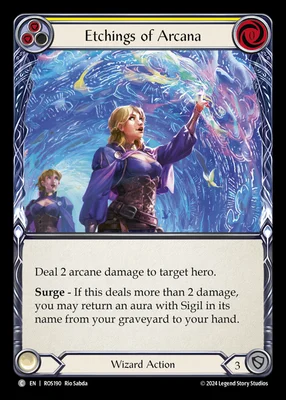 Etchings of Arcana
Deal 2 arcane damage to target hero.
Surge - If this deals more than 2 damage,
you may return an aura with Sigil in its
name from your graveyard to your hand.
Wizard Action
3
C EN | ROS190 Rio Sabda
©2024 Legend Story Studios